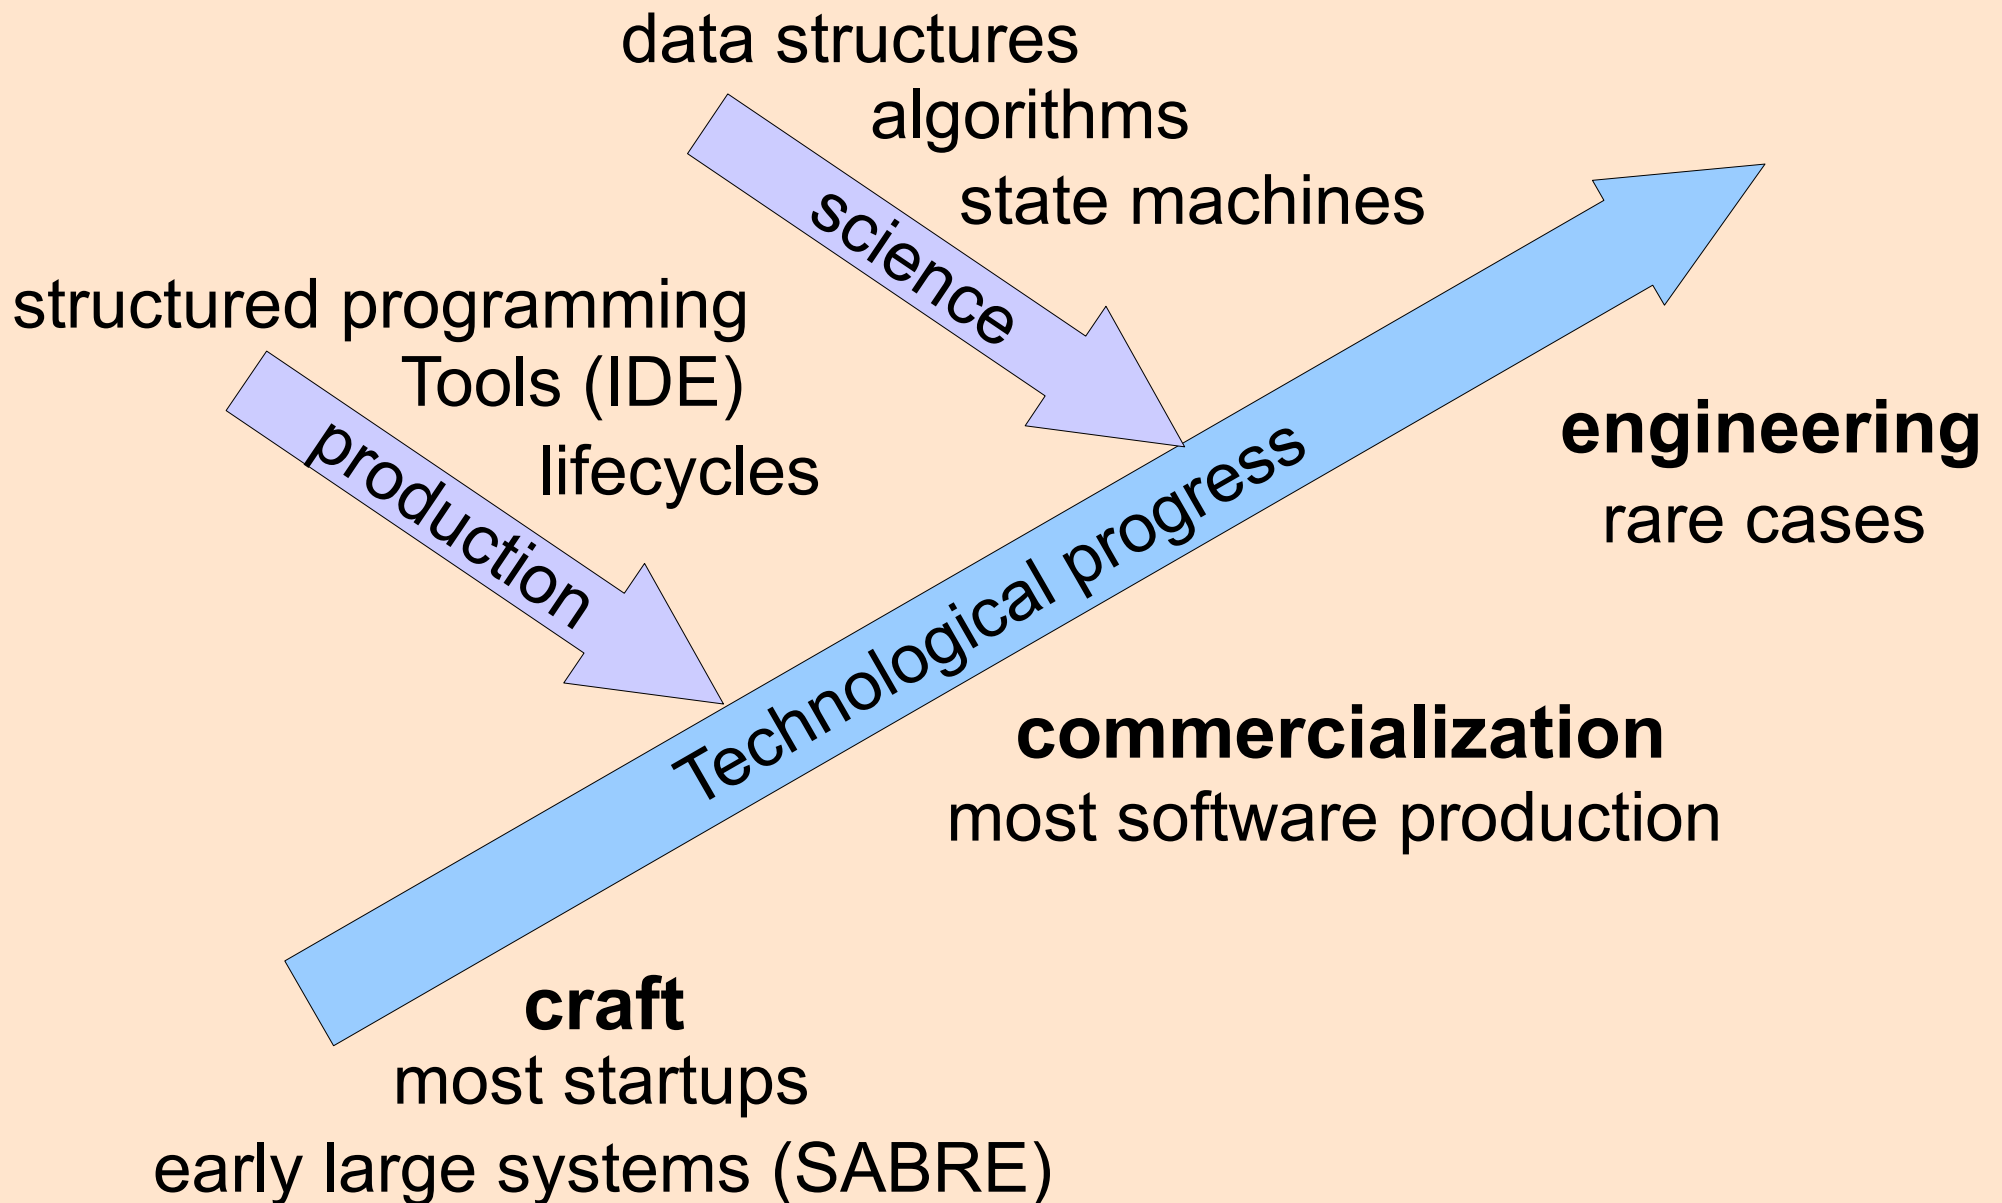 data structures
algorithms
state machines
science
structured programming
Tools (IDE)
lifecycles
production
Technological progress
engineering
rare cases
commercialization
most software production
craft
most startups
early large systems (SABRE)